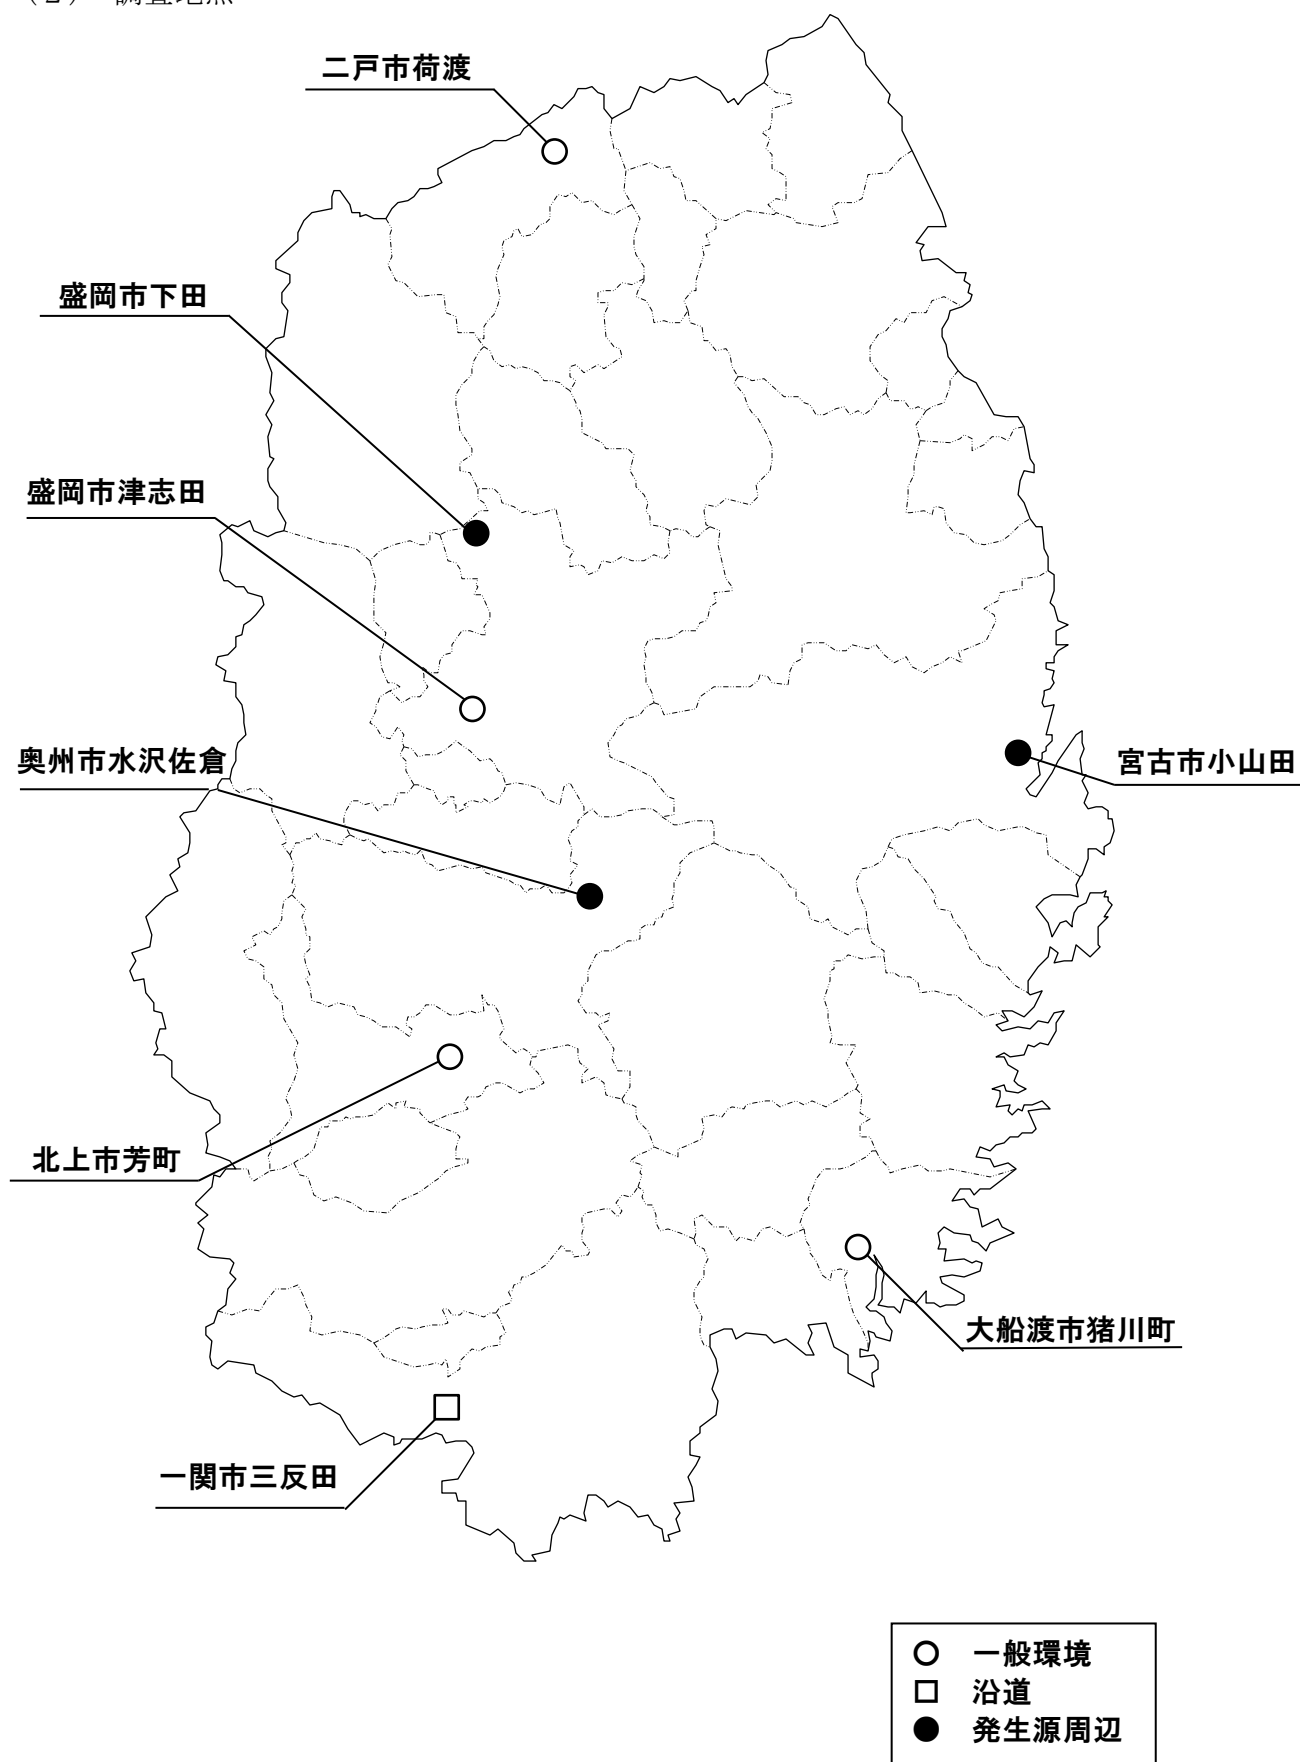 二戸市荷渡
盛岡市下田
盛岡市津志田
奥州市水沢佐倉
宮古市小山田
北上市芳町
大船渡市猪川町
一関市三反田
一般環境
沿道
発生源周辺